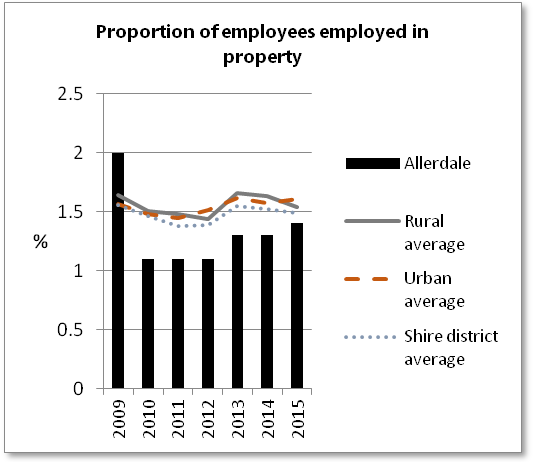 Proportion of employees employed in
property
2.5
2
1.5
1
0.5
0
%
2009
2010
2011
2012
2013
2014
2015
Allerdale
Rural
average
Urban
average
Shire district
average